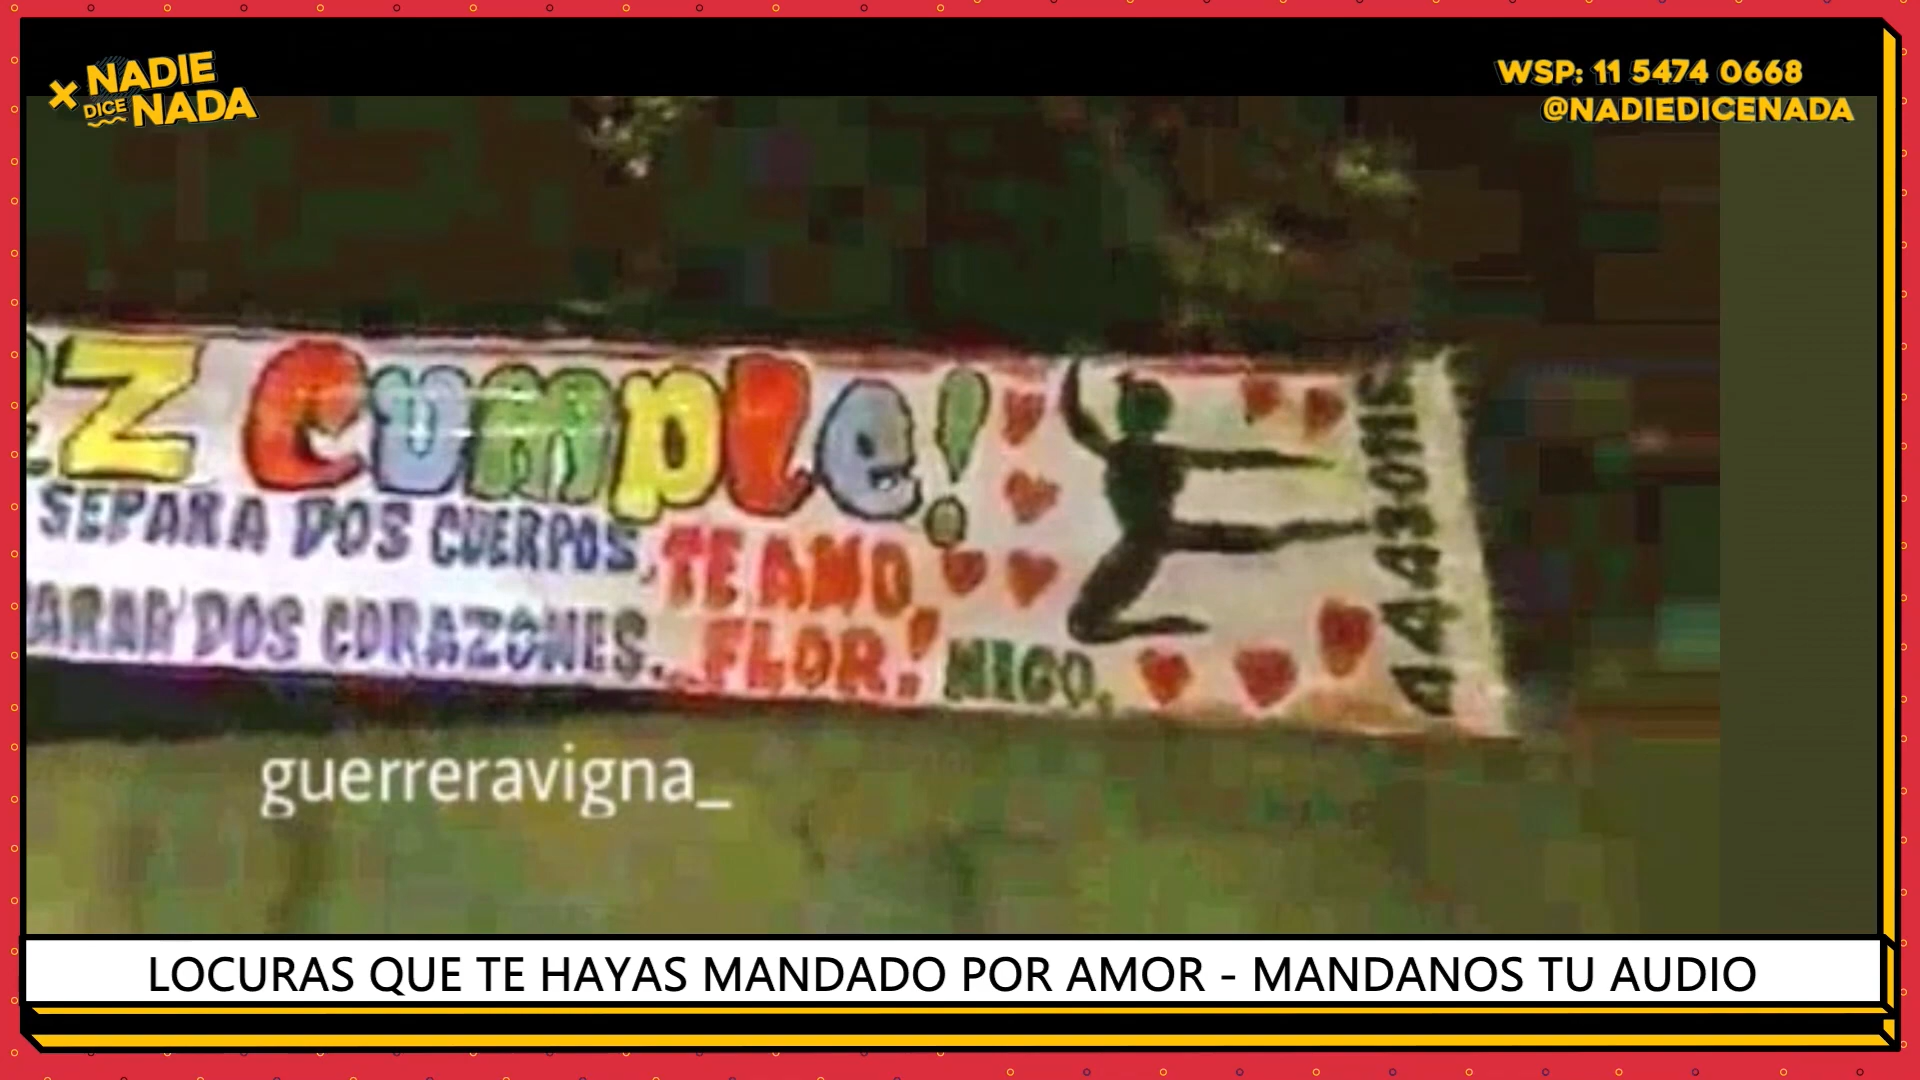 NADIE
DICE NADA
WSP: 11 5474 0668
@NADIEDICENADA
Z Cumple!
SEPARA DOS CUERPOS, TE AMO
DOS CORAZONES. FLOR! NICO.
guerreravigna_
LOCURAS QUE TE HAYAS MANDADO POR AMOR - MANDANOS TU AUDIO